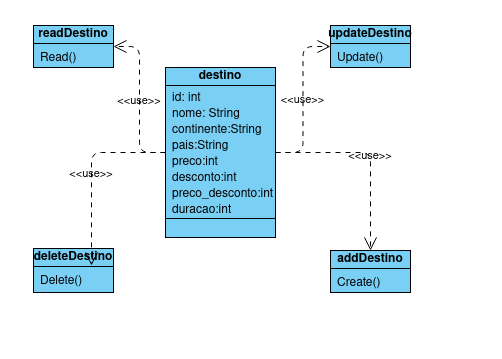 readDestino
Read()
updateDestino
Update()
destino
id: int
nome: String
continente:String
pais:String
preco:int
desconto:int
preco_desconto:int
duracao:int
<<use>>
<<use>>
<<use>>
<<use>>
deleteDestino
Delete()
addDestino
Create()